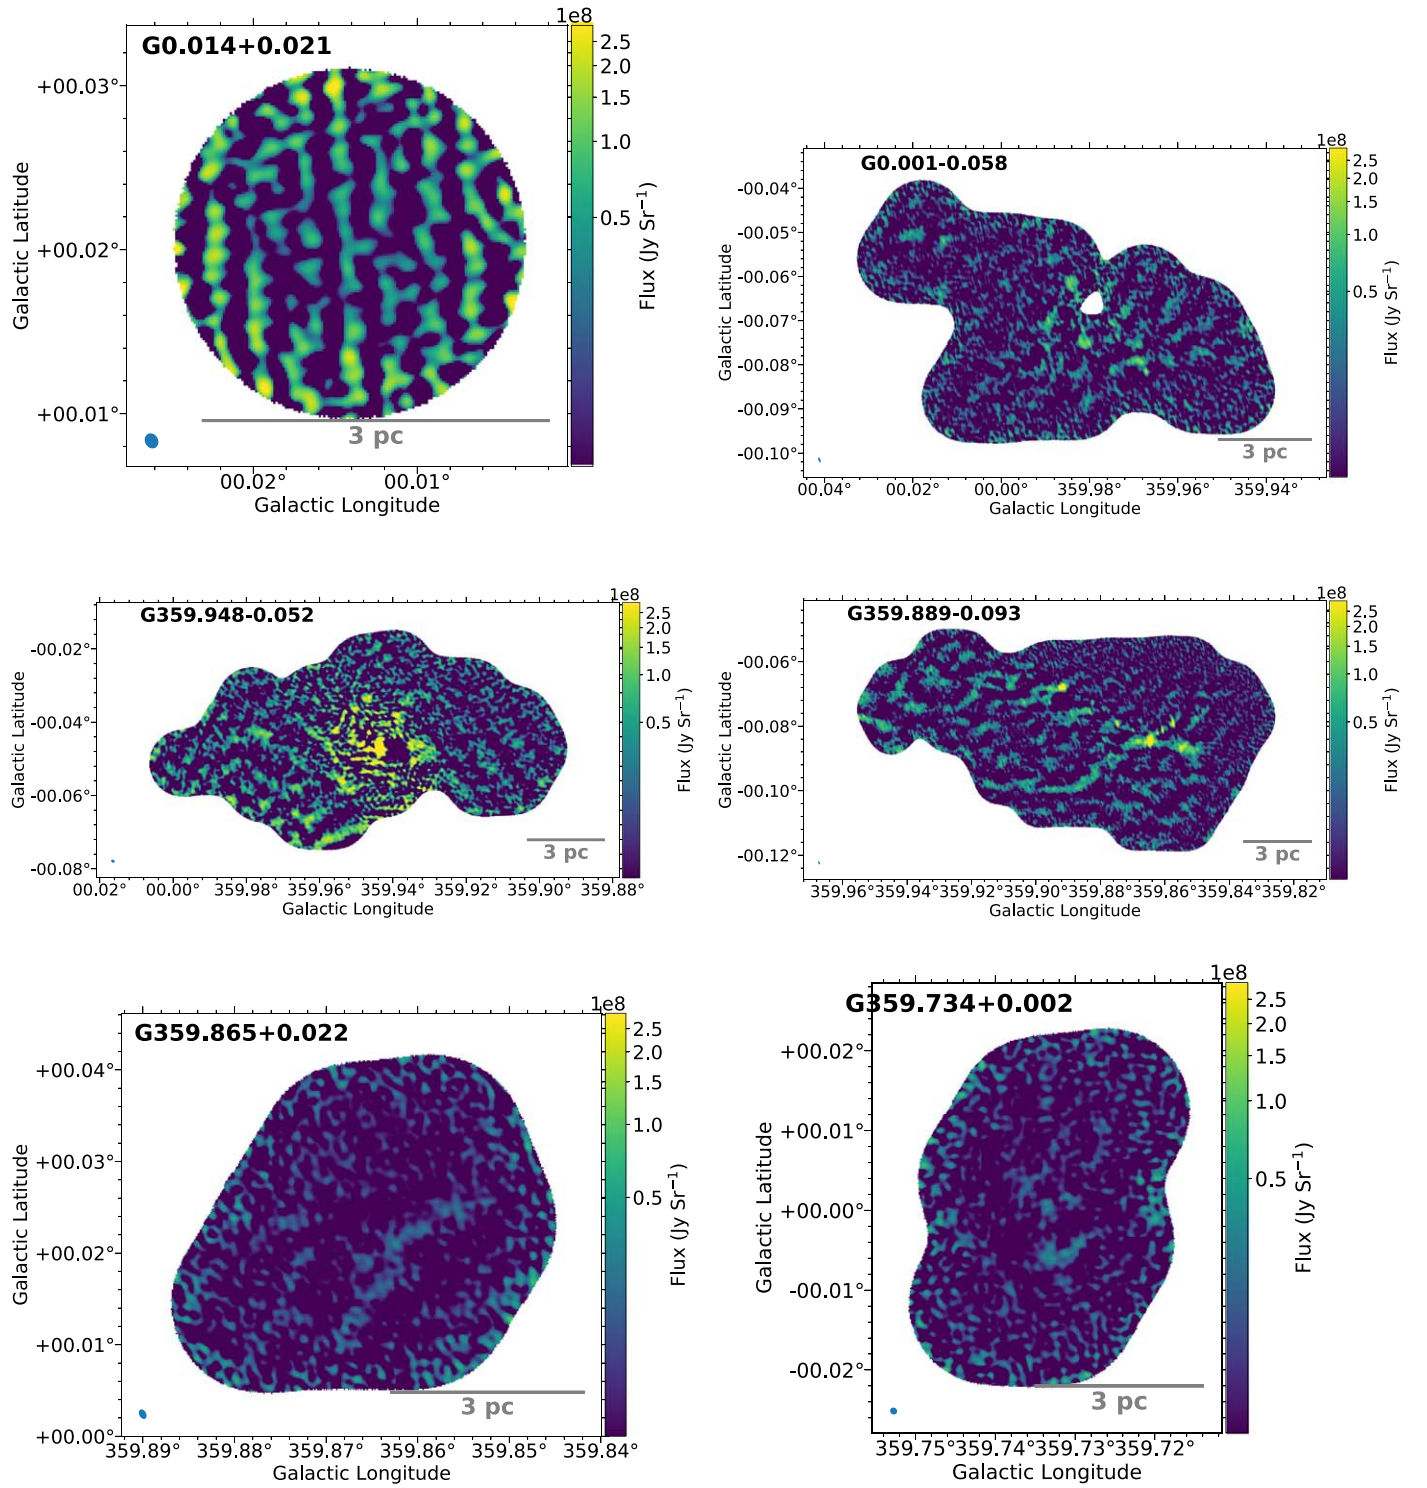 1e8
G0.014+0.021
+00.03°
+00.02°
+00.01°
Galactic Latitude
3 pc
00.02°
00.01°
Galactic Longitude
2.5
2.0
1.5
1.0
0.5
Flux (Jy Sr⁻¹)
1e8
G0.001-0.058
-00.04°
-00.05°
-00.06°
-00.07°
-00.08°
-00.09°
-00.10°
Galactic Latitude
3 pc
00.04°
00.02°
00.00°
359.98°
359.96°
359.94°
Galactic Longitude
2.5
2.0
1.5
1.0
0.5
Flux (Jy Sr⁻¹)
1e8
G359.948-0.052
-00.02°
-00.04°
-00.06°
-00.08°
Galactic Latitude
3 pc
00.02°
00.00°
359.98°
359.96°
359.94°
359.92°
359.90°
359.88°
Galactic Longitude
2.5
2.0
1.5
1.0
0.5
Flux (Jy Sr⁻¹)
1e8
G359.889-0.093
-00.06°
-00.08°
-00.10°
-00.12°
Galactic Latitude
3 pc
359.96°
359.94°
359.92°
359.90°
359.88°
359.86°
359.84°
359.82°
Galactic Longitude
2.5
2.0
1.5
1.0
0.5
Flux (Jy Sr⁻¹)
1e8
G359.865+0.022
+00.04°
+00.03°
+00.02°
+00.01°
+00.00°
Galactic Latitude
3 pc
359.89°
359.88°
359.87°
359.86°
359.85°
359.84°
Galactic Longitude
2.5
2.0
1.5
1.0
0.5
Flux (Jy Sr⁻¹)
1e8
G359.734+0.002
+00.02°
+00.01°
+00.00°
-00.01°
-00.02°
Galactic Latitude
3 pc
359.75°
359.74°
359.73°
359.72°
Galactic Longitude
2.5
2.0
1.5
1.0
0.5
Flux (Jy Sr⁻¹)